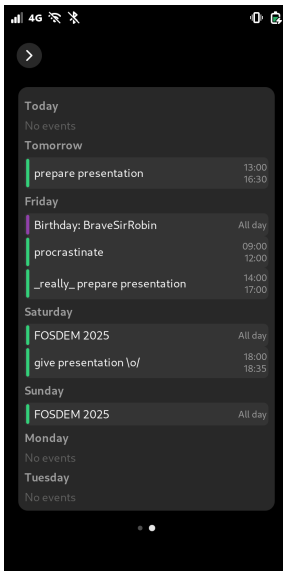 4G
Today
No events
Tomorrow
prepare presentation 13:00
16:30
Friday
Birthday: BraveSirRobin All day
procrastinate 09:00
12:00
_really_ prepare presentation 14:00
17:00
Saturday
FOSDEM 2025 All day
give presentation \o/ 18:00
18:35
Sunday
FOSDEM 2025 All day
Monday
No events
Tuesday
No events